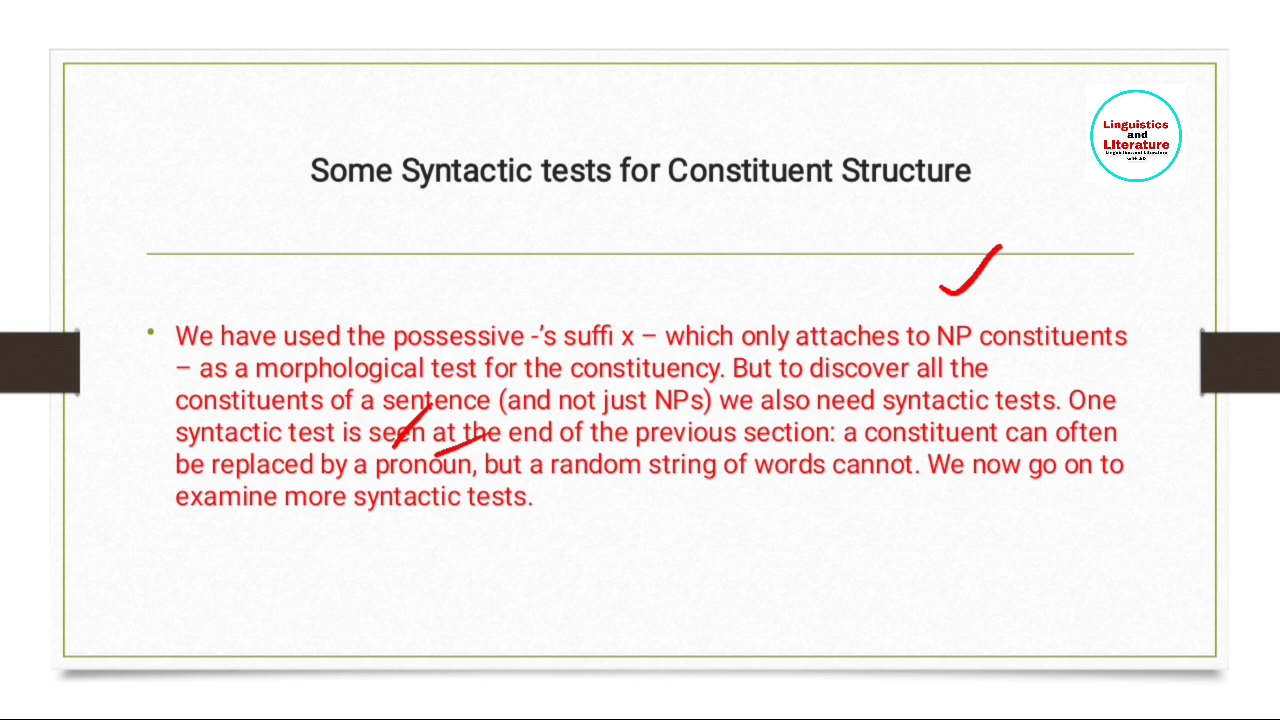 Linguistics
and
LIterature
Some Syntactic tests for Constituent Structure
• We have used the possessive -’s suffi x – which only attaches to NP constituents
– as a morphological test for the constituency. But to discover all the
constituents of a sentence (and not just NPs) we also need syntactic tests. One
syntactic test is seen at the end of the previous section: a constituent can often
be replaced by a pronoun, but a random string of words cannot. We now go on to
examine more syntactic tests.